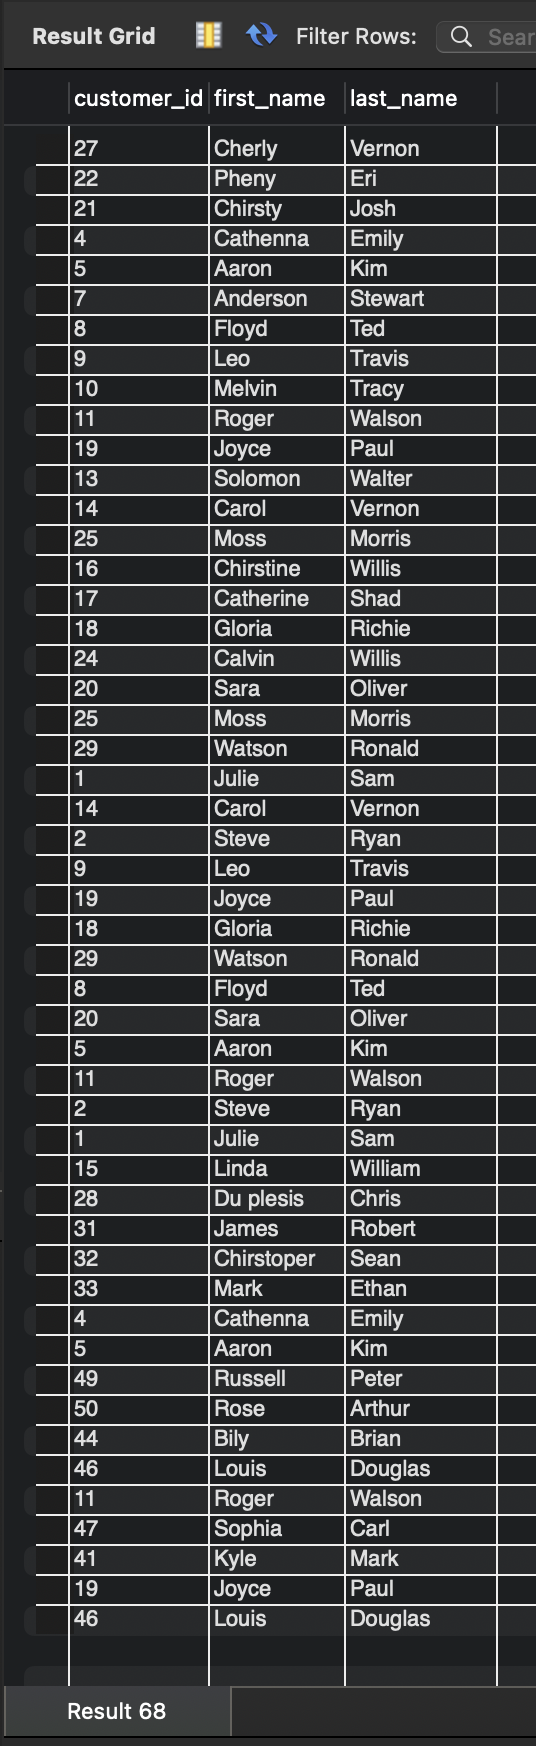 Result Grid Filter Rows: Sear
customer_id first_name last_name
27 Cherly Vernon
22 Pheny Eri
21 Chirsty Josh
4 Cathenna Emily
5 Aaron Kim
7 Anderson Stewart
8 Floyd Ted
9 Leo Travis
10 Melvin Tracy
11 Roger Walson
19 Joyce Paul
13 Solomon Walter
14 Carol Vernon
25 Moss Morris
16 Chirstine Willis
17 Catherine Shad
18 Gloria Richie
24 Calvin Willis
20 Sara Oliver
25 Moss Morris
29 Watson Ronald
1 Julie Sam
14 Carol Vernon
2 Steve Ryan
9 Leo Travis
19 Joyce Paul
18 Gloria Richie
29 Watson Ronald
8 Floyd Ted
20 Sara Oliver
5 Aaron Kim
11 Roger Walson
2 Steve Ryan
1 Julie Sam
15 Linda William
28 Du plesis Chris
31 James Robert
32 Chirstoper Sean
33 Mark Ethan
4 Cathenna Emily
5 Aaron Kim
49 Russell Peter
50 Rose Arthur
44 Bily Brian
46 Louis Douglas
11 Roger Walson
47 Sophia Carl
41 Kyle Mark
19 Joyce Paul
46 Louis Douglas
Result 68